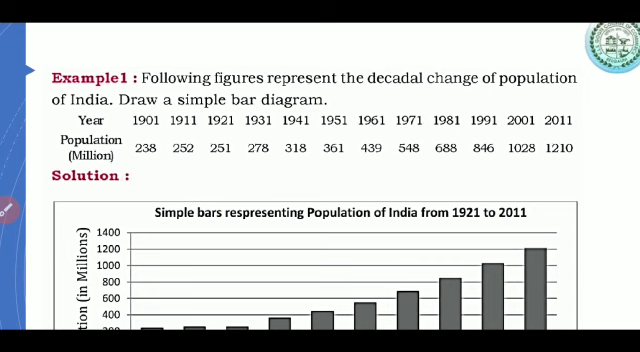 Example1 : Following figures represent the decadal change of population
of India. Draw a simple bar diagram.
Year 1901 1911 1921 1931 1941 1951 1961 1971 1981 1991 2001 2011
Population
(Million) 238 252 251 278 318 361 439 548 688 846 1028 1210
Solution :
Simple bars respresenting Population of India from 1921 to 2011
1400
1200
1000
800
600
400
200
tion (in Millions)